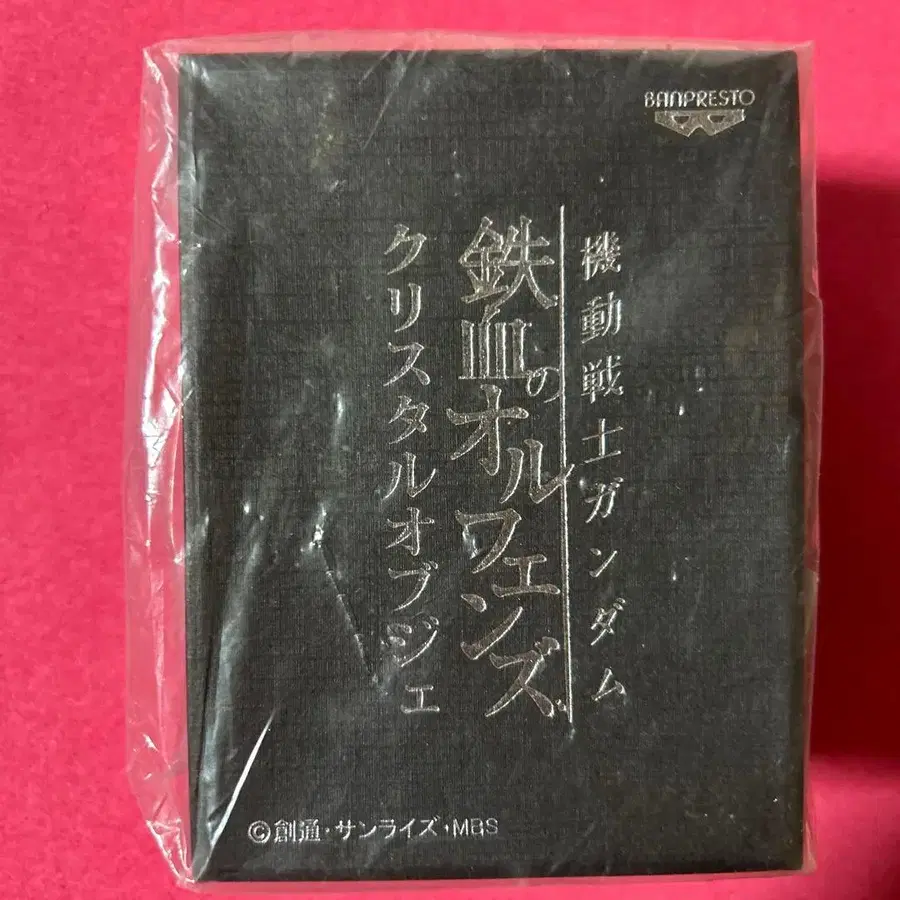 BANPRESTO
機動戦士ガンダム
鉄血のオルフェンズ
クリスタルオブジェ
©創通・サンライズ・MBS